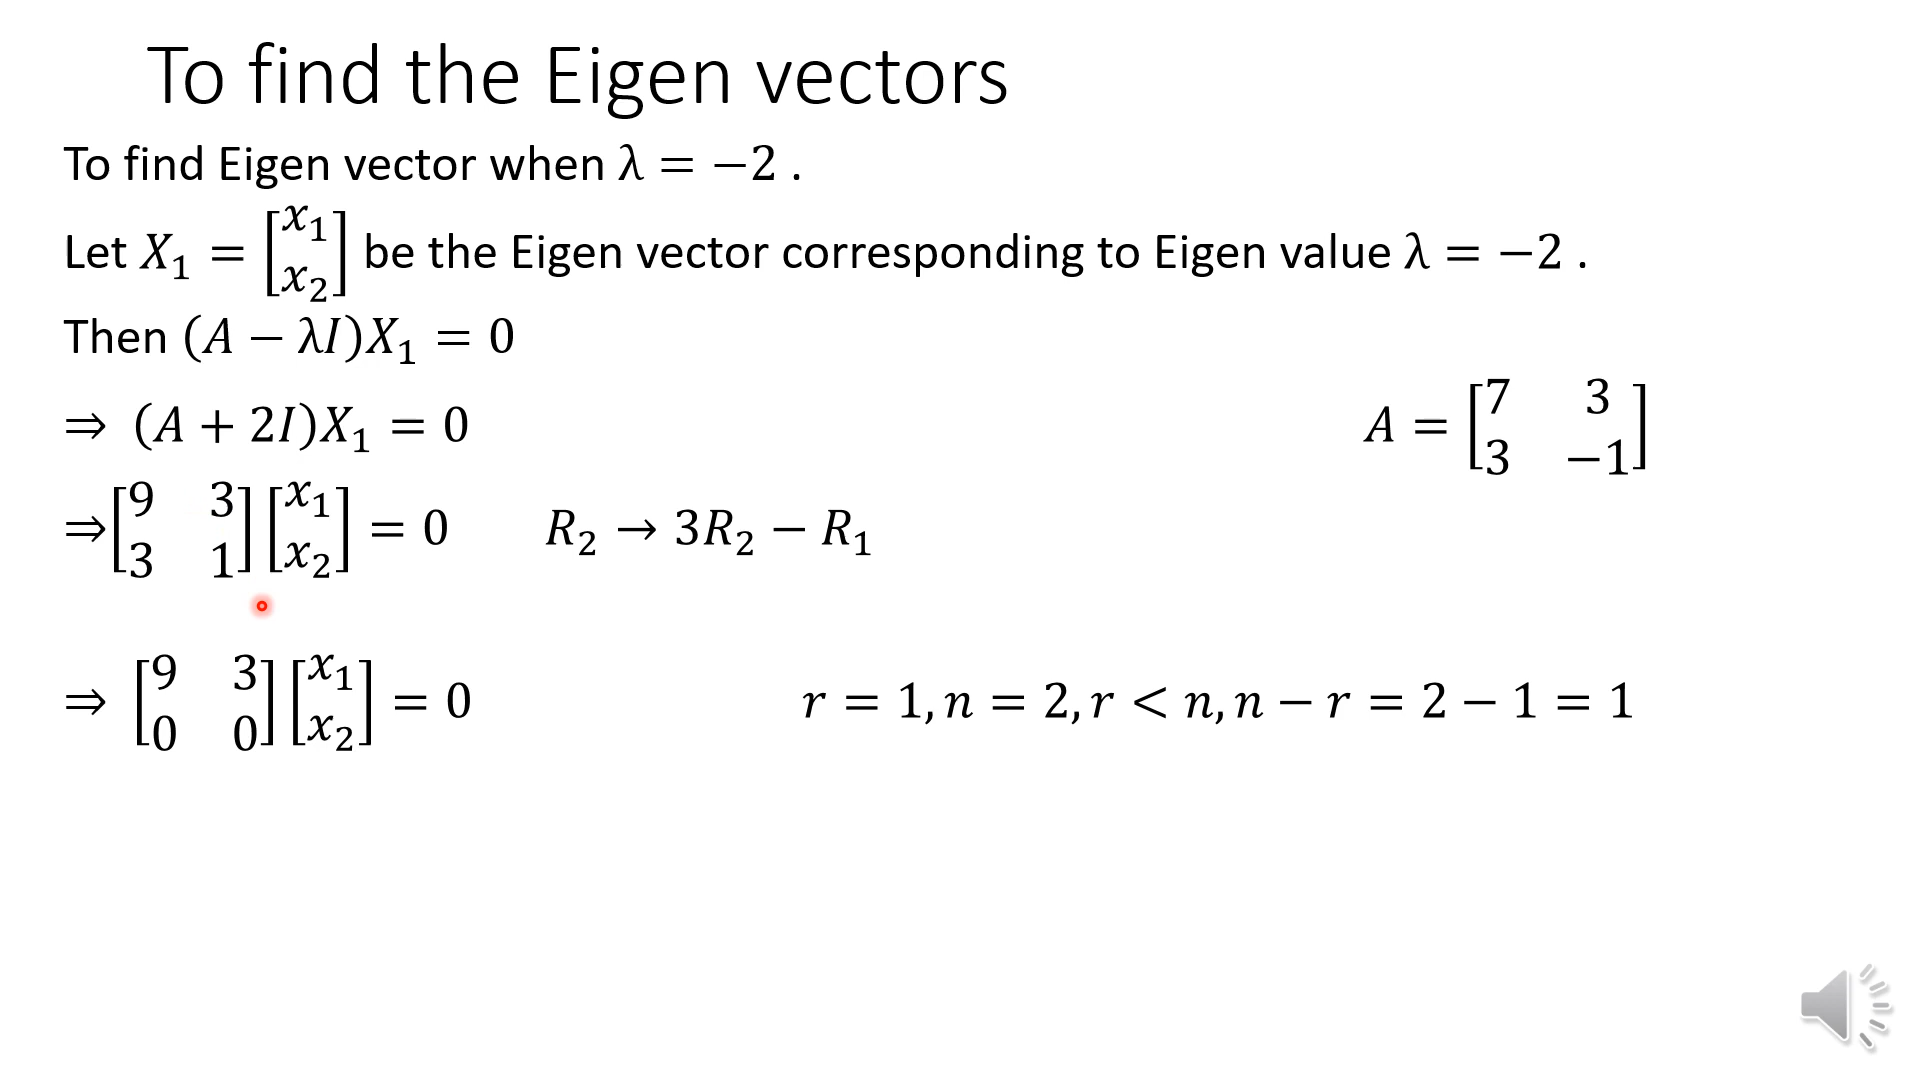 To find the Eigen vectors
To find Eigen vector when λ = −2 .
Let X₁ = [x₁ x₂] be the Eigen vector corresponding to Eigen value λ = −2 .
Then (A − λI)X₁ = 0
⇒ (A + 2I)X₁ = 0 A = [7 3; 3 −1]
⇒ [9 3; 3 1] [x₁; x₂] = 0 R₂ → 3R₂ − R₁
⇒ [9 3; 0 0] [x₁; x₂] = 0 r = 1, n = 2, r < n, n − r = 2 − 1 = 1